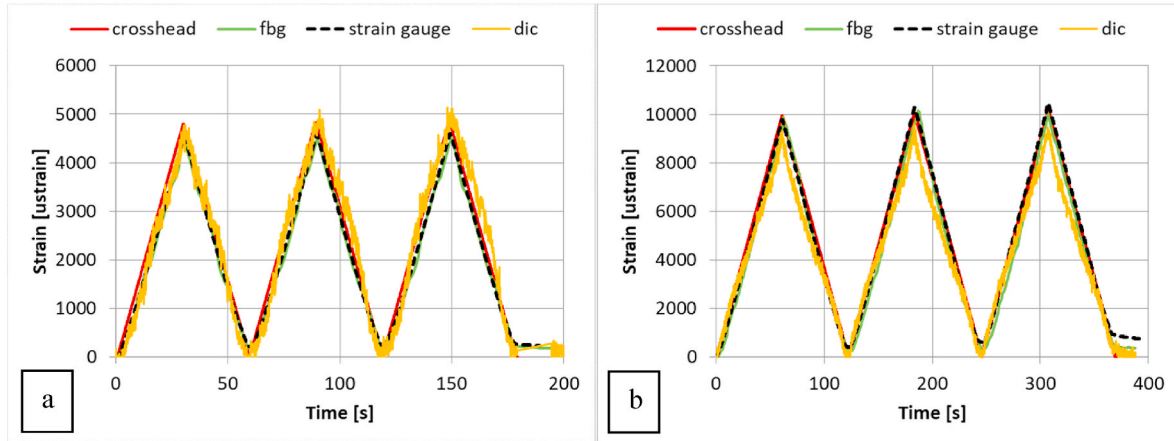 crosshead fbg strain gauge dic
6000
5000
4000
3000
2000
1000
0
Strain [ustrain]
0 50 100 150 200
Time [s]
a
crosshead fbg strain gauge dic
12000
10000
8000
6000
4000
2000
0
Strain [ustrain]
0 100 200 300 400
Time [s]
b